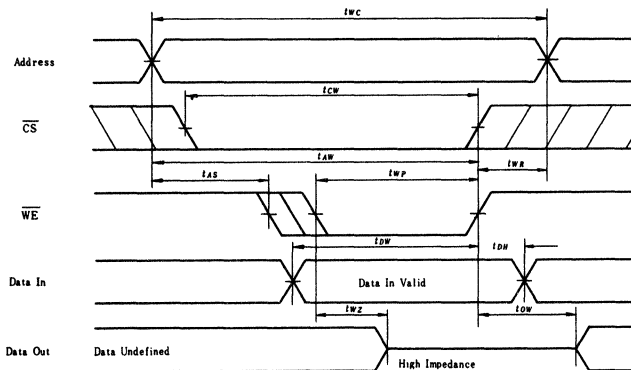 tWC
Address
tCW
CS
tAW
tAS
tWP
tWR
WE
tDW
tDH
Data In
Data In Valid
tWZ
tOW
Data Out
Data Undefined
High Impedance